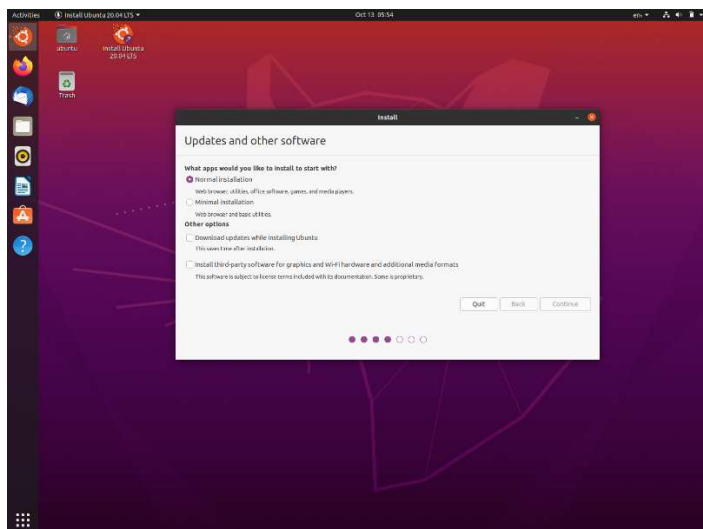 Activities
Install Ubuntu 20.04 LTS
Oct 13 05:54
en
ubuntu
Install Ubuntu
20.04 LTS
Trash
Install
Updates and other software
What apps would you like to install to start with?
Normal installation
Web browser, utilities, office software, games, and media players.
Minimal installation
Web browser and basic utilities.
Other options
Download updates while installing Ubuntu
This saves time after installation.
Install third-party software for graphics and Wi-Fi hardware and additional media formats
This software is subject to license terms included with its documentation. Some is proprietary.
Quit
Back
Continue